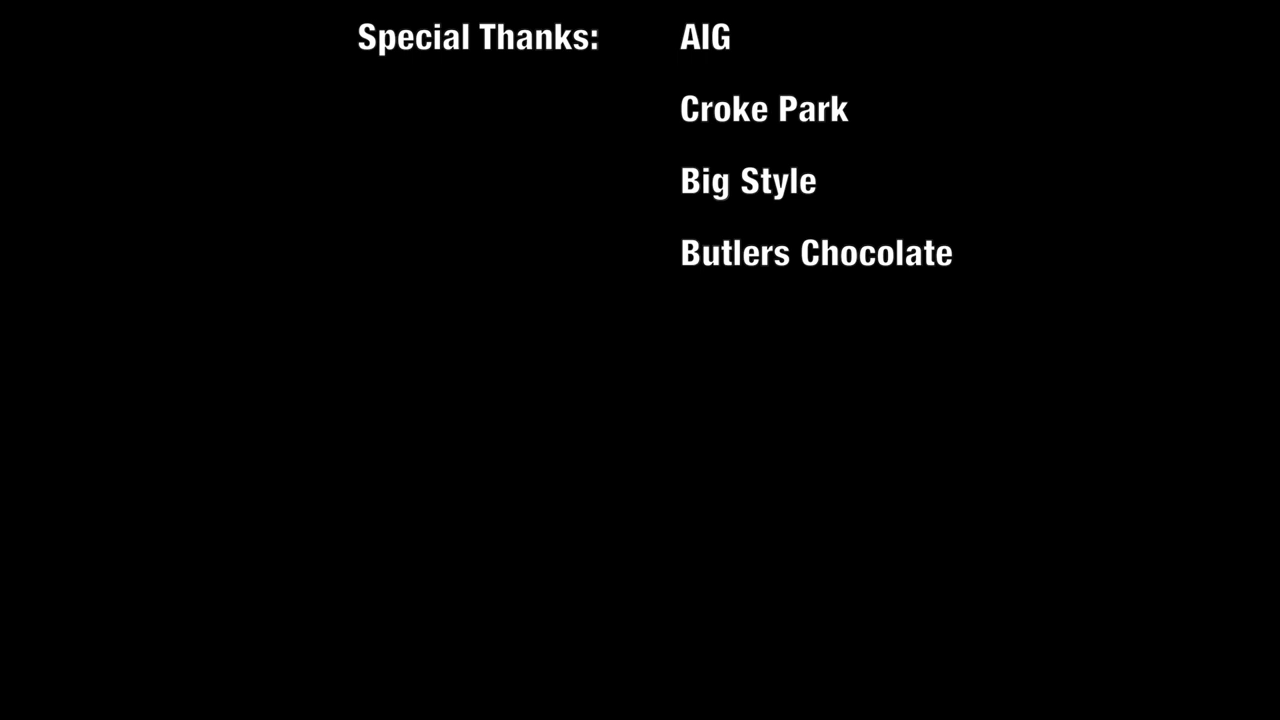 Special Thanks: AIG
Croke Park
Big Style
Butlers Chocolate